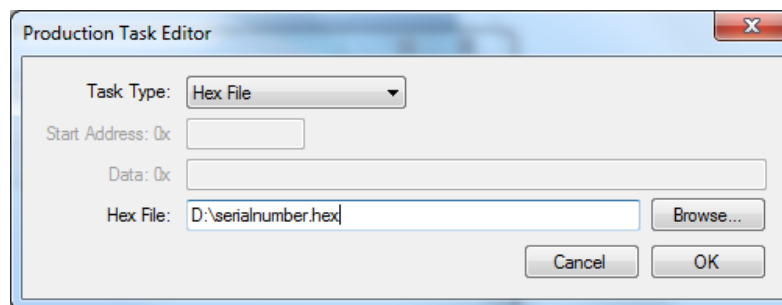 Production Task Editor
Task Type: Hex File
Start Address: 0x
Data: 0x
Hex File: D:\serialnumber.hex Browse...
Cancel OK